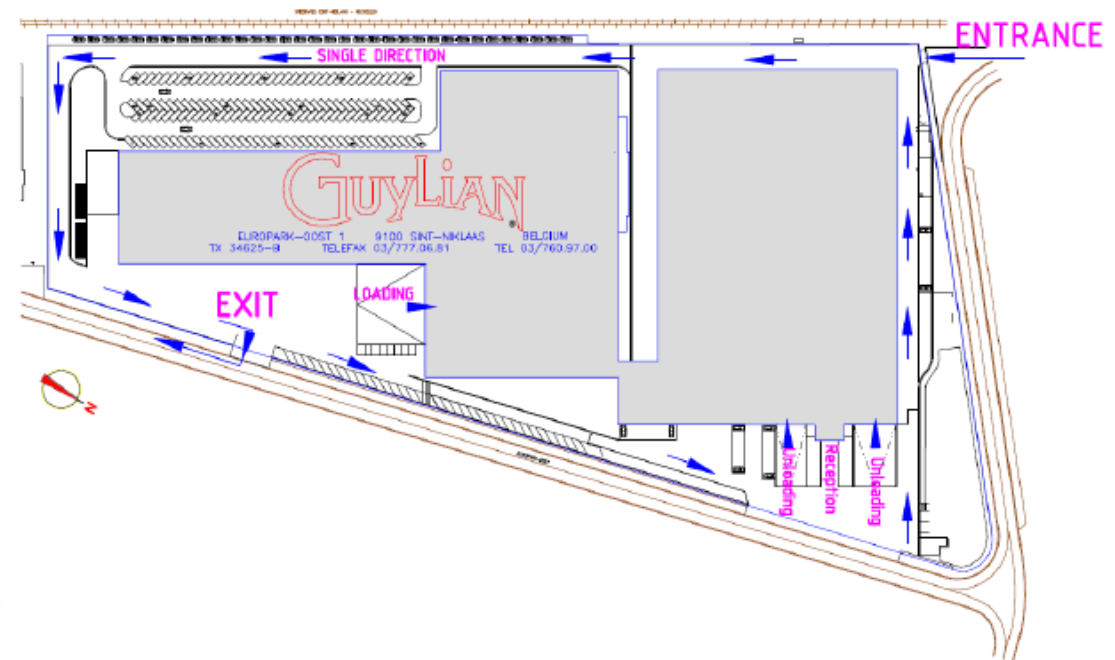 ENTRANCE
SINGLE DIRECTION
GUYLIAN
EUROPARK-OOST 1 9100 SINT-NIKLAAS BELGIUM
TX 34625-B TELEFAX 03/777.06.81 TEL 03/760.97.00
LOADING
EXIT
N
Unloading
Reception
Unloading